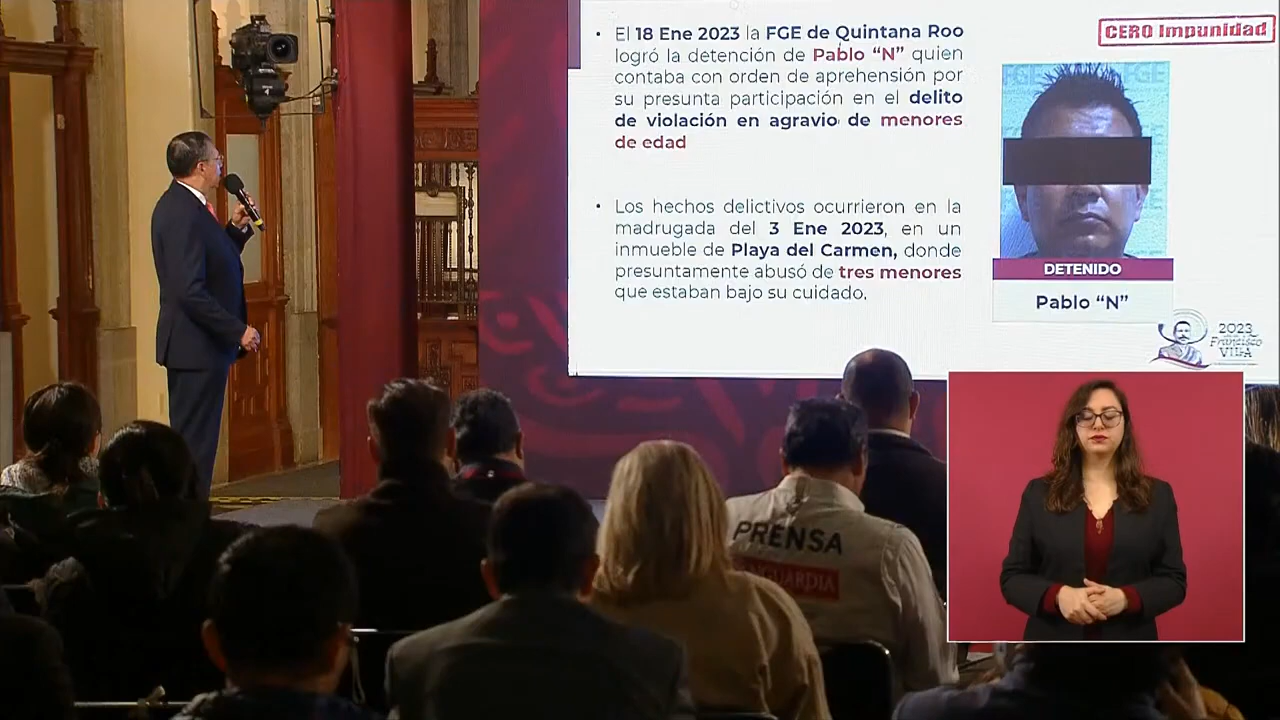 • El 18 Ene 2023 la FGE de Quintana Roo
logró la detención de Pablo “N” quien
contaba con orden de aprehensión por
su presunta participación en el delito
de violación en agravio de menores
de edad
• Los hechos delictivos ocurrieron en la
madrugada del 3 Ene 2023, en un
inmueble de Playa del Carmen, donde
presuntamente abusó de tres menores
que estaban bajo su cuidado.
CERO Impunidad
FGE
FGE
DETENIDO
Pablo “N”
2023
Francisco
VILLA
PRENSA